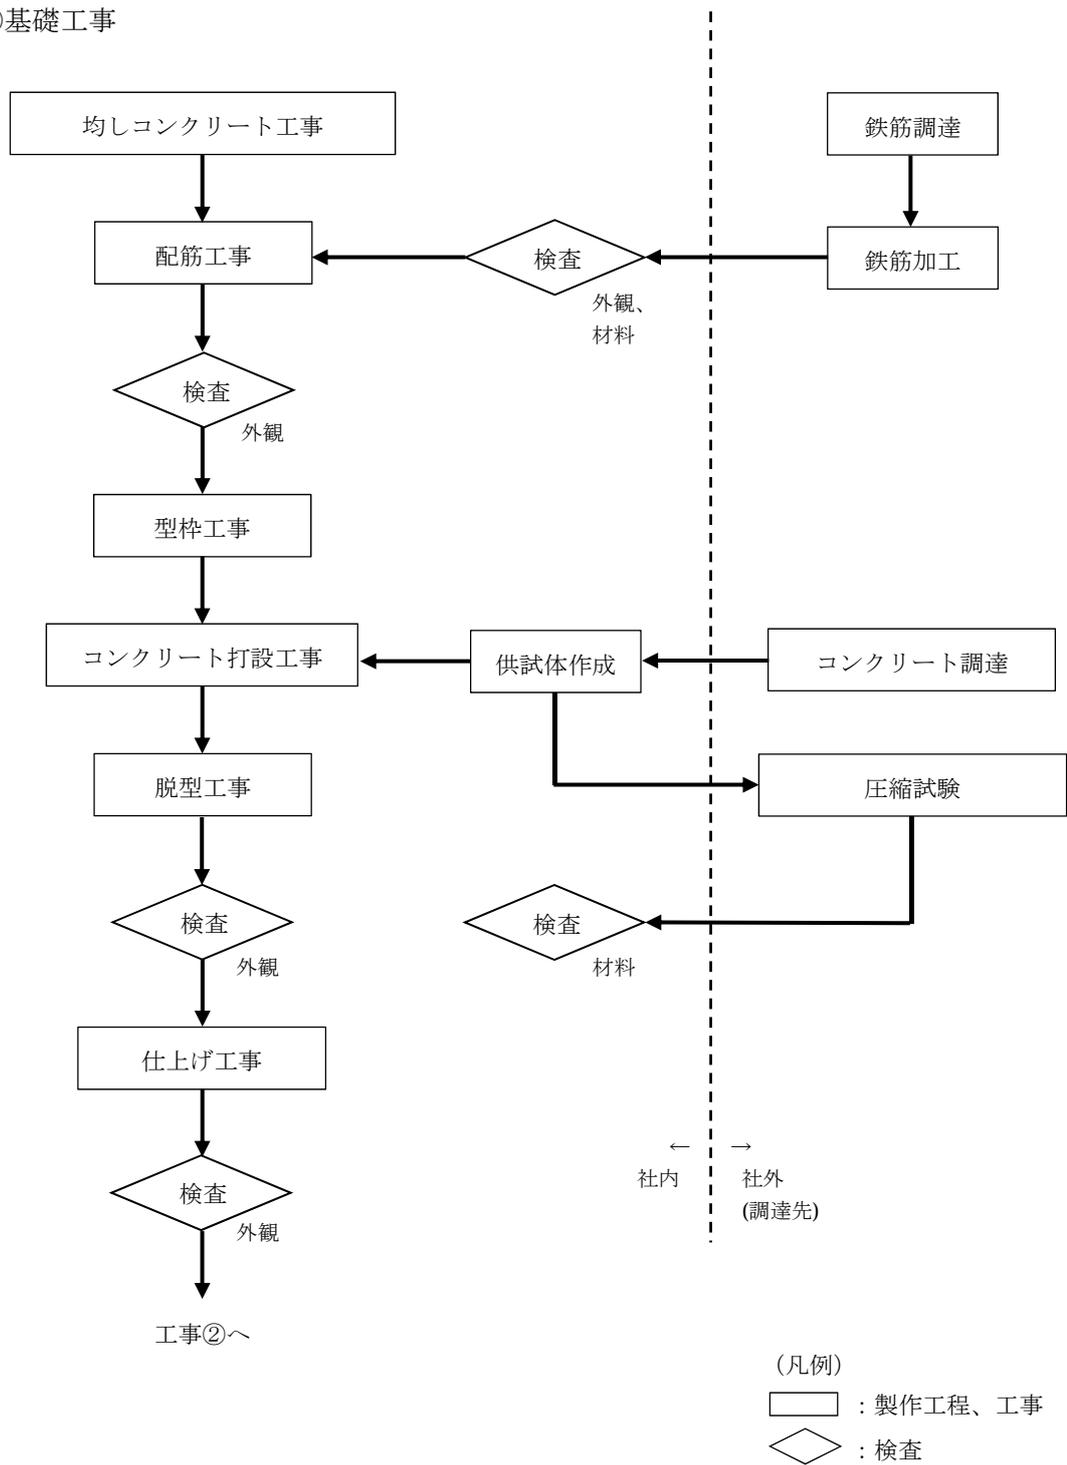 基礎工事
均しコンクリート工事
鉄筋調達
配筋工事
検査
鉄筋加工
外観、
材料
検査
外観
型枠工事
コンクリート打設工事
供試体作成
コンクリート調達
脱型工事
圧縮試験
検査
外観
検査
材料
仕上げ工事
← →
社内 社外
(調達先)
検査
外観
工事②へ
(凡例)
：製作工程、工事
：検査